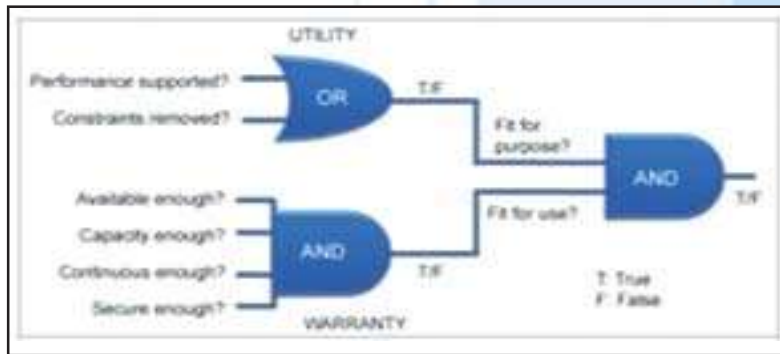 UTILITY
Performance supported?
OR
T/F
Constraints removed?
Fit for
purpose?
AND
T/F
Available enough?
Fit for use?
Capacity enough?
AND
Continuous enough?
T/F
T: True
Secure enough?
F: False
WARRANTY